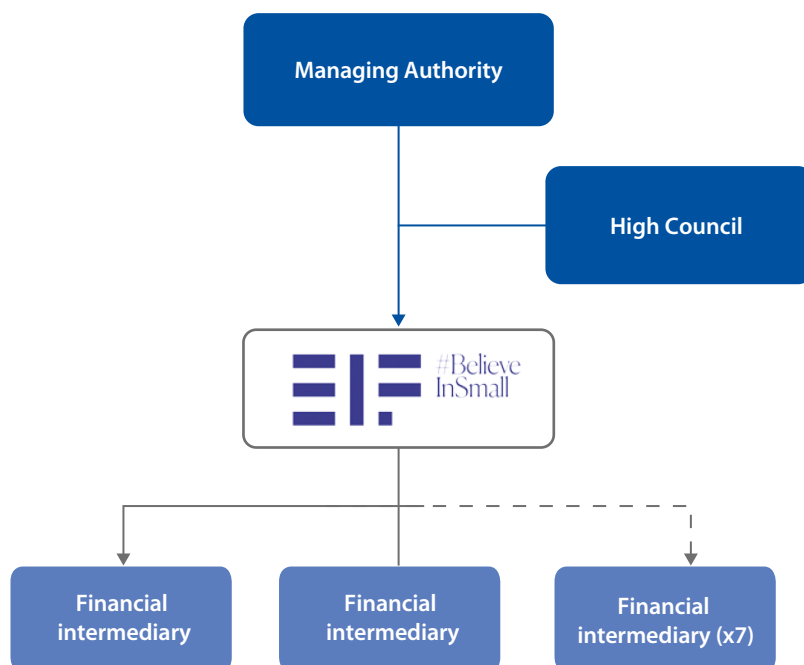 Managing Authority
High Council
EIF
#Believe
InSmall
Financial
intermediary
Financial
intermediary
Financial
intermediary (x7)